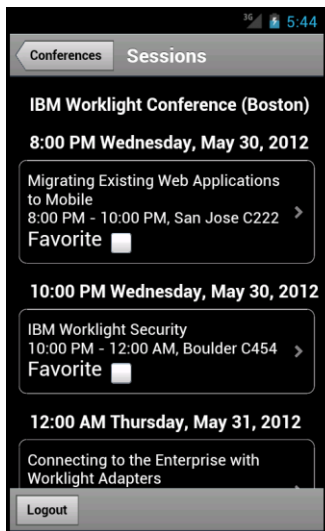 3G 5:44
Conferences Sessions
IBM Worklight Conference (Boston)
8:00 PM Wednesday, May 30, 2012
Migrating Existing Web Applications
to Mobile
8:00 PM - 10:00 PM, San Jose C222
Favorite
10:00 PM Wednesday, May 30, 2012
IBM Worklight Security
10:00 PM - 12:00 AM, Boulder C454
Favorite
12:00 AM Thursday, May 31, 2012
Connecting to the Enterprise with
Worklight Adapters
Logout